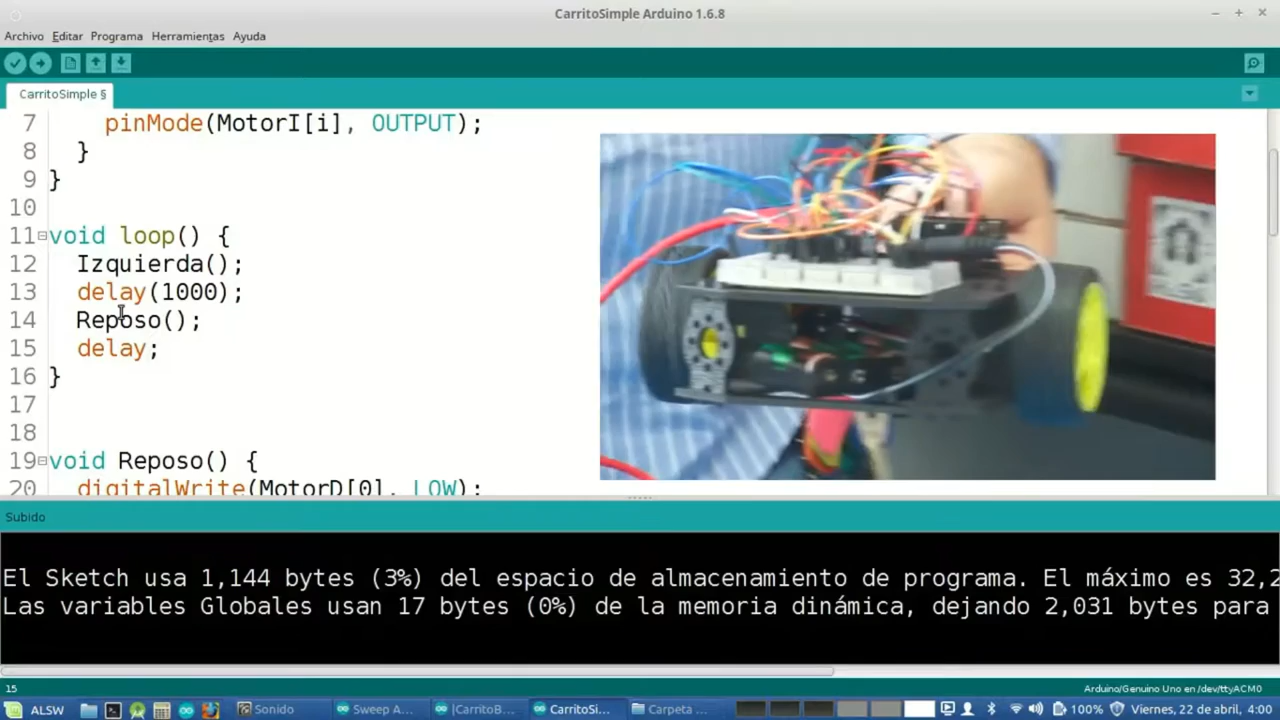 CarritoSimple Arduino 1.6.8
Archivo Editar Programa Herramientas Ayuda
CarritoSimple §
7 pinMode(MotorI[i], OUTPUT);
8 }
9 }
10
11 void loop() {
12 Izquierda();
13 delay(1000);
14 Reposo();
15 delay;
16 }
17
18
19 void Reposo() {
20 digitalWrite(MotorD[0], LOW);
Subido
El Sketch usa 1,144 bytes (3%) del espacio de almacenamiento de programa. El máximo es 32,2
Las variables Globales usan 17 bytes (0%) de la memoria dinámica, dejando 2,031 bytes para
15
Arduino/Genuino Uno en /dev/ttyACM0
ALSW Sonido Sweep A... |CarritoB... CarritoSi... Carpeta ... 100% Viernes, 22 de abril, 4:00